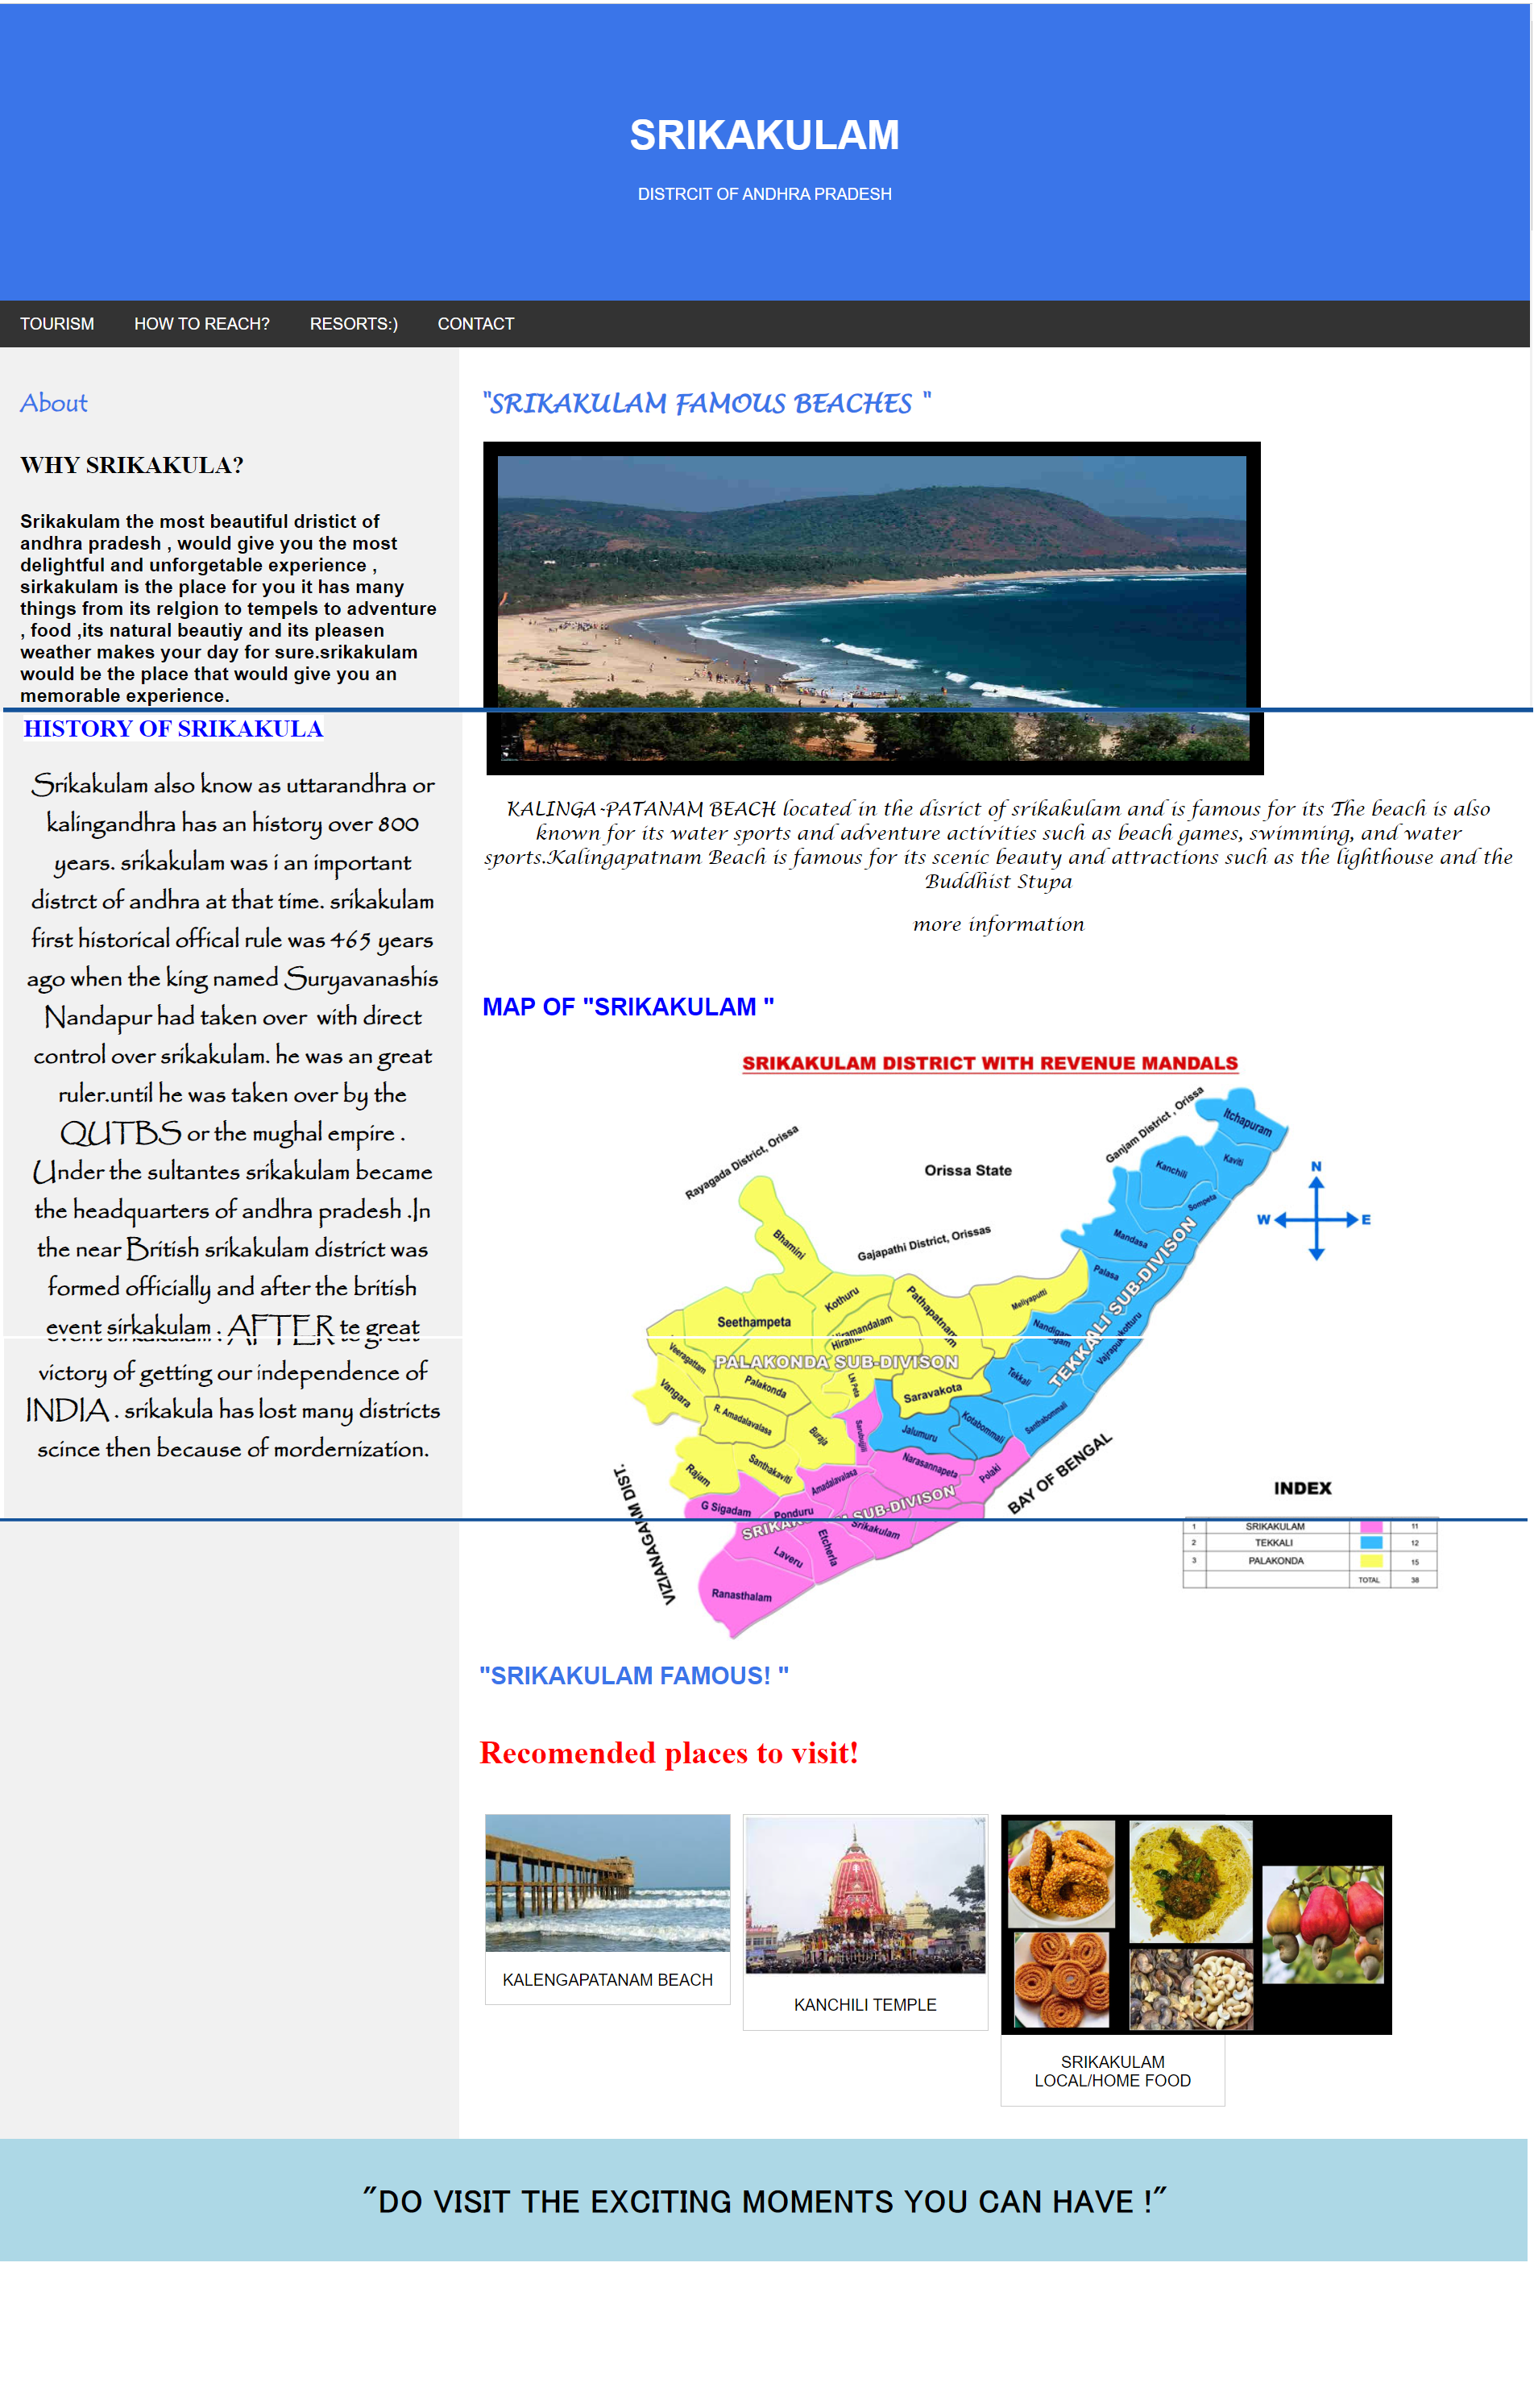 SRIKAKULAM
DISTRCIT OF ANDHRA PRADESH
TOURISM HOW TO REACH? RESORTS:) CONTACT
About
WHY SRIKAKULA?
Srikakulam the most beautiful dristict of
andhra pradesh , would give you the most
delightful and unforgetable experience ,
sirkakulam is the place for you it has many
things from its relgion to tempels to adventure
, food ,its natural beautiy and its pleasen
weather makes your day for sure.srikakulam
would be the place that would give you an
memorable experience.
HISTORY OF SRIKAKULA
Srikakulam also know as uttarandhra or
kalingandhra has an history over 800
years. srikakulam was i an important
distrct of andhra at that time. srikakulam
first historical offical rule was 465 years
ago when the king named Suryavanashis
Nandapur had taken over with direct
control over srikakulam. he was an great
ruler.until he was taken over by the
QUTBS or the mughal empire .
Under the sultantes srikakulam became
the headquarters of andhra pradesh .In
the near British srikakulam district was
formed officially and after the british
event sirkakulam . AFTER te great
victory of getting our independence of
INDIA . srikakula has lost many districts
scince then because of mordernization.
"SRIKAKULAM FAMOUS BEACHES "
KALINGA-PATANAM BEACH located in the disrict of srikakulam and is famous for its The beach is also
known for its water sports and adventure activities such as beach games, swimming, and water
sports.Kalingapatnam Beach is famous for its scenic beauty and attractions such as the lighthouse and the
Buddhist Stupa
more information
MAP OF "SRIKAKULAM "
SRIKAKULAM DISTRICT WITH REVENUE MANDALS
Rayagada District, Orissa
Orissa State
Ganjam District , Orissa
Gajapathi District, Orissas
Itchapuram
Kaviti
Kanchili
Sompeta
Mandasa
Palasa
N
W E
Bhamini
Kothuru
Pathapatnam
Meliyaputti
Seethampeta
Hiramandalam
Nandigam
Vajrapukotturu
TEKKALI SUB-DIVISON
PALAKONDA SUB-DIVISON
Veeragattam
Vangara
Palakonda
LN Peta
Saravakota
Tekkali
Santhabommali
R. Amadalavalasa
Buraja
Sarubujjili
Jalumuru
Kotabommali
Rajam
Santhakaviti
Amadalavalasa
Narasannapeta
Polaki
BAY OF BENGAL
G Sigadam
Ponduru
SUB-DIVISON
Srikakulam
Laveru
Etcherla
Ranasthalam
VIZIANAGARM DIST.
INDEX
1 SRIKAKULAM 11
2 TEKKALI 12
3 PALAKONDA 15
TOTAL 38
"SRIKAKULAM FAMOUS! "
Recomended places to visit!
KALENGAPATANAM BEACH
KANCHILI TEMPLE
SRIKAKULAM
LOCAL/HOME FOOD
"DO VISIT THE EXCITING MOMENTS YOU CAN HAVE !"